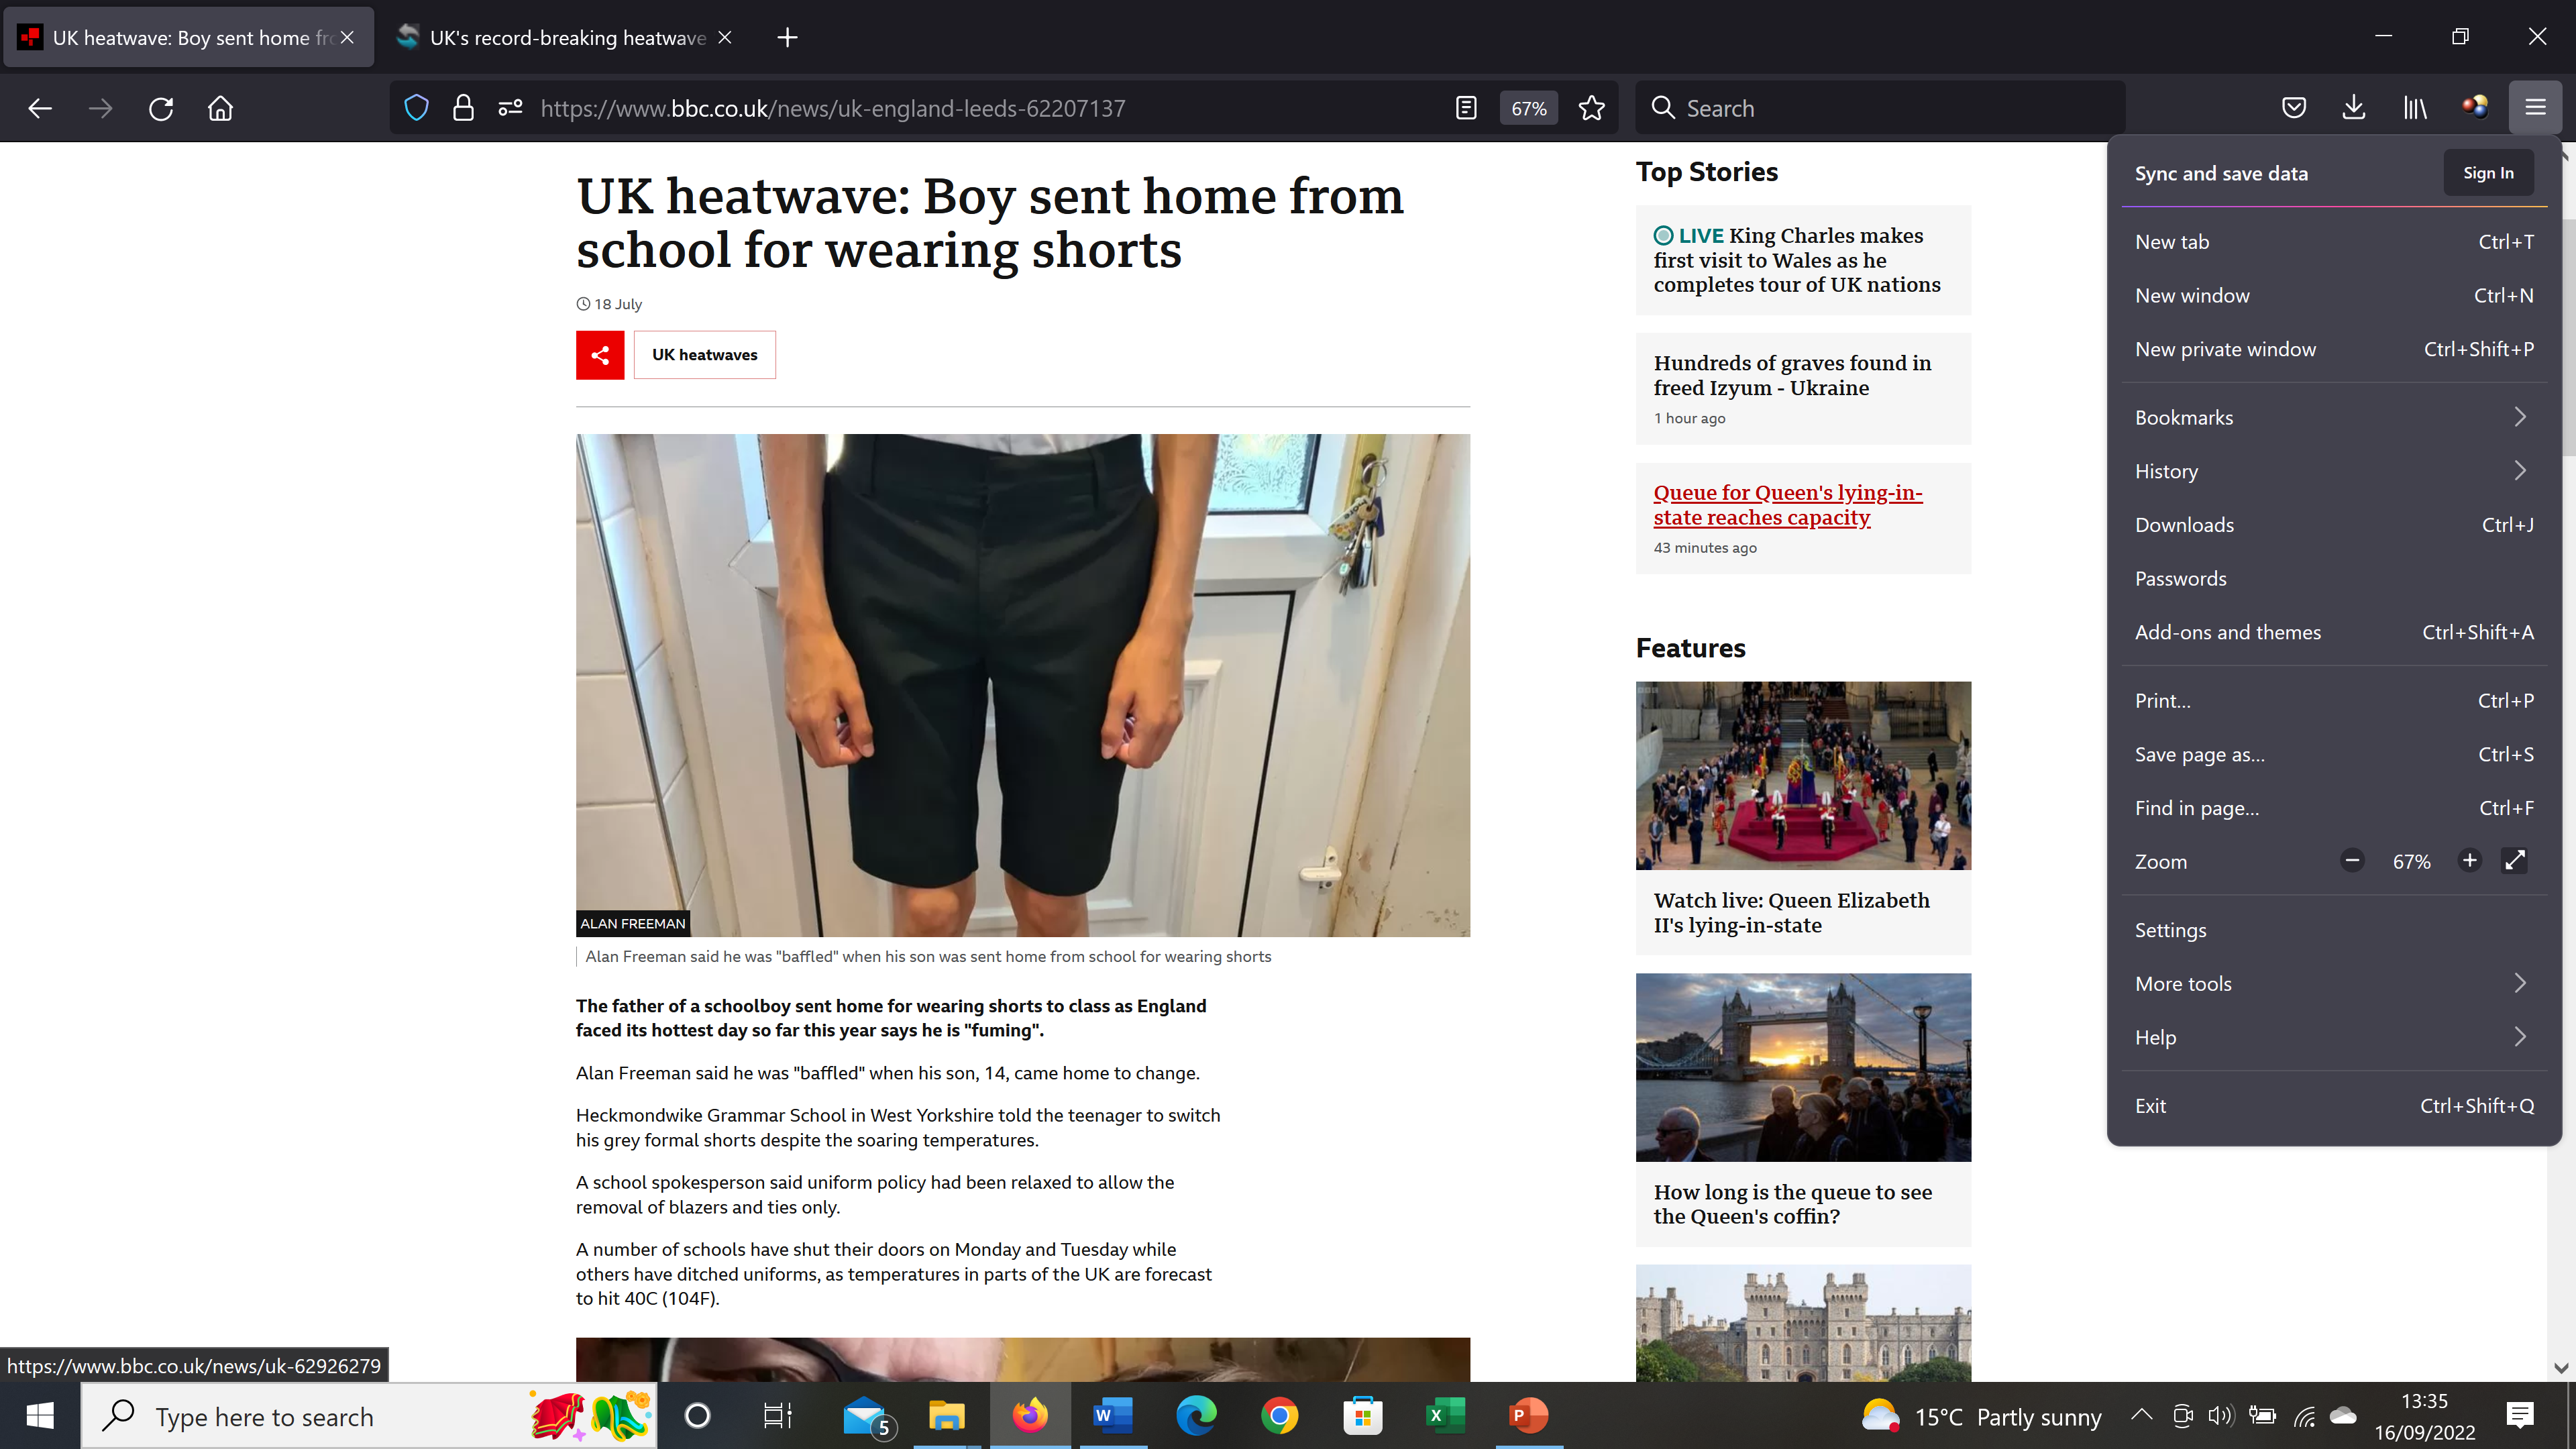 UK heatwave: Boy sent home fro
UK's record-breaking heatwave
https://www.bbc.co.uk/news/uk-england-leeds-62207137
67%
Search
UK heatwave: Boy sent home from
school for wearing shorts
18 July
UK heatwaves
ALAN FREEMAN
Alan Freeman said he was "baffled" when his son was sent home from school for wearing shorts
The father of a schoolboy sent home for wearing shorts to class as England
faced its hottest day so far this year says he is "fuming".
Alan Freeman said he was "baffled" when his son, 14, came home to change.
Heckmondwike Grammar School in West Yorkshire told the teenager to switch
his grey formal shorts despite the soaring temperatures.
A school spokesperson said uniform policy had been relaxed to allow the
removal of blazers and ties only.
A number of schools have shut their doors on Monday and Tuesday while
others have ditched uniforms, as temperatures in parts of the UK are forecast
to hit 40C (104F).
Top Stories
LIVE King Charles makes
first visit to Wales as he
completes tour of UK nations
Hundreds of graves found in
freed Izyum - Ukraine
1 hour ago
Queue for Queen's lying-in-
state reaches capacity
43 minutes ago
Features
BBC
Watch live: Queen Elizabeth
II's lying-in-state
How long is the queue to see
the Queen's coffin?
Sync and save data Sign In
New tab Ctrl+T
New window Ctrl+N
New private window Ctrl+Shift+P
Bookmarks
History
Downloads Ctrl+J
Passwords
Add-ons and themes Ctrl+Shift+A
Print... Ctrl+P
Save page as... Ctrl+S
Find in page... Ctrl+F
Zoom 67%
Settings
More tools
Help
Exit Ctrl+Shift+Q
https://www.bbc.co.uk/news/uk-62926279
Type here to search
5
W
X
P
15°C Partly sunny
13:35
16/09/2022